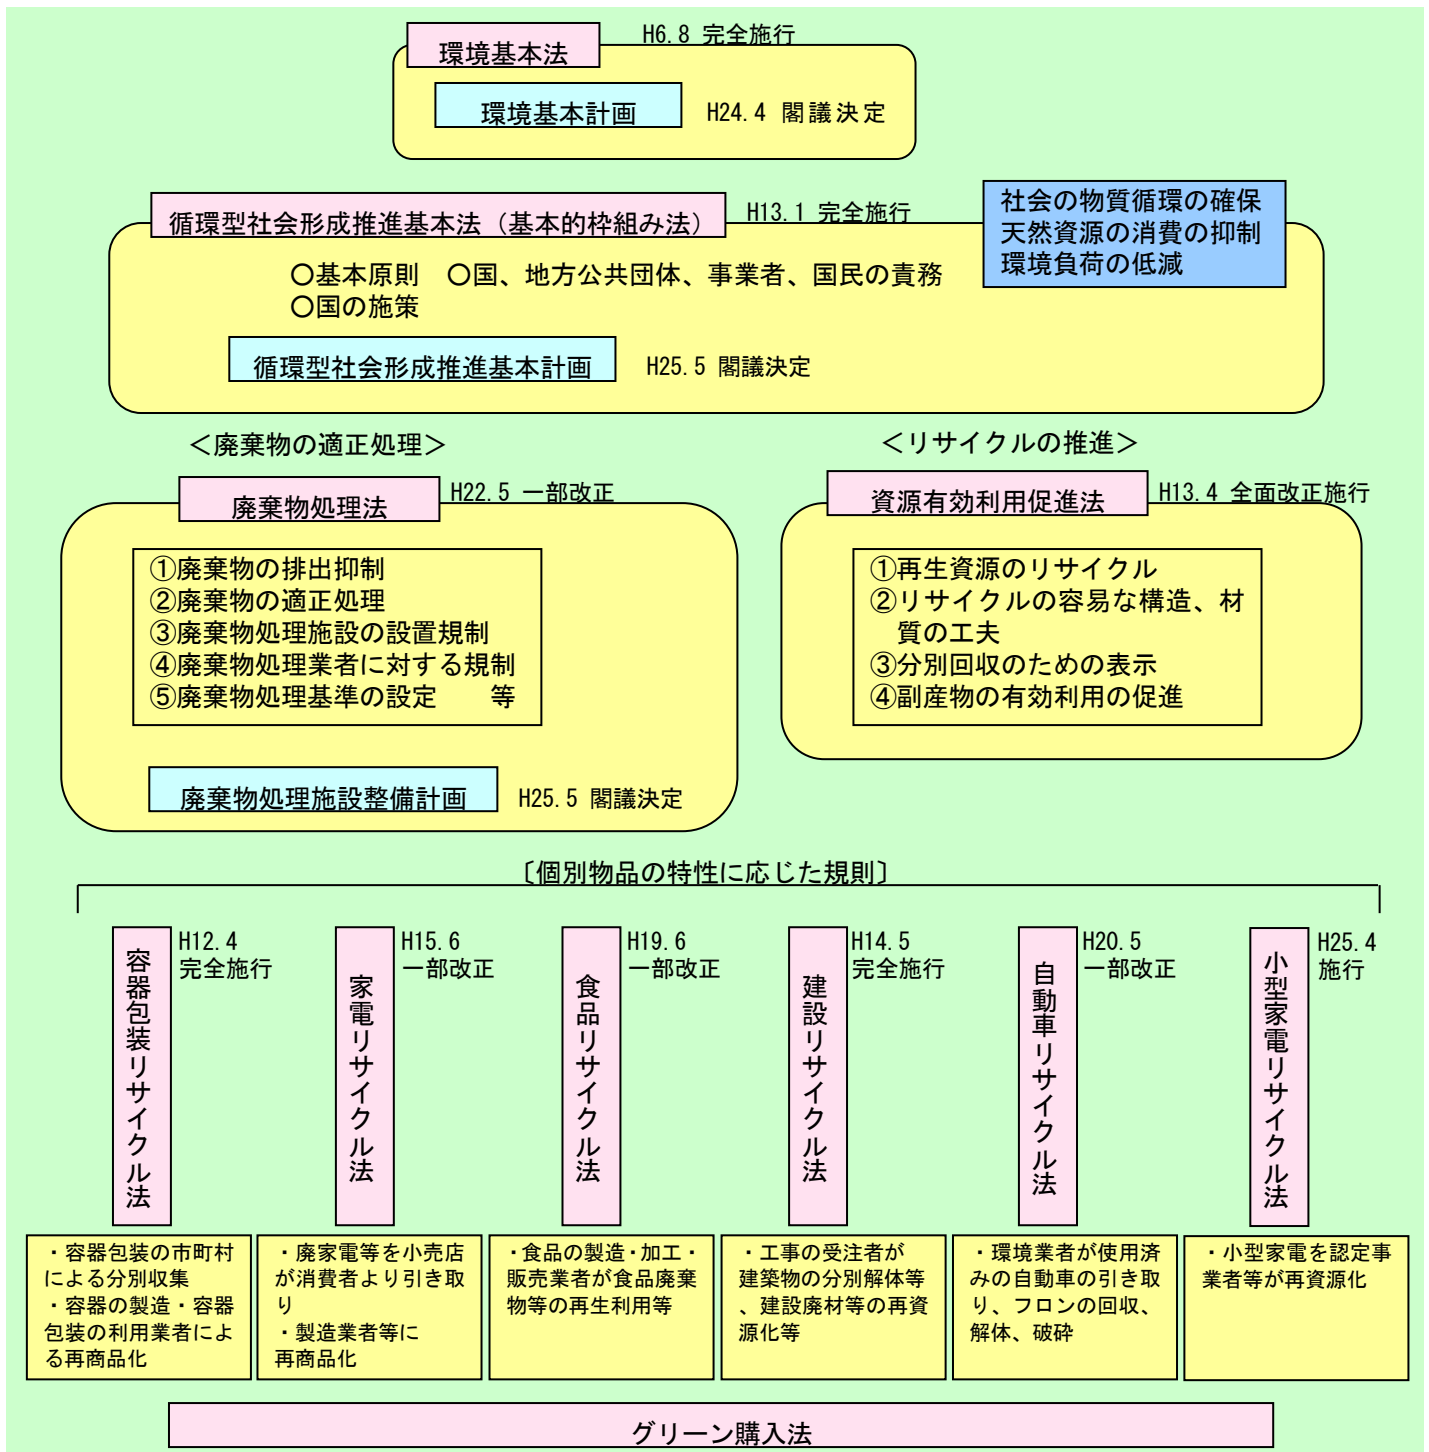 環境基本法
H6.8 完全施行
環境基本計画
H24.4 閣議決定
循環型社会形成推進基本法（基本的枠組み法）
H13.1 完全施行
社会の物質循環の確保
天然資源の消費の抑制
環境負荷の低減
〇基本原則　〇国、地方公共団体、事業者、国民の責務
〇国の施策
循環型社会形成推進基本計画
H25.5 閣議決定
＜廃棄物の適正処理＞
廃棄物処理法
H22.5 一部改正
①廃棄物の排出抑制
②廃棄物の適正処理
③廃棄物処理施設の設置規制
④廃棄物処理業者に対する規制
⑤廃棄物処理基準の設定　　等
廃棄物処理施設整備計画
H25.5 閣議決定
＜リサイクルの推進＞
資源有効利用促進法
H13.4 全面改正施行
①再生資源のリサイクル
②リサイクルの容易な構造、材
質の工夫
③分別回収のための表示
④副産物の有効利用の促進
〔個別物品の特性に応じた規則〕
容器包装リサイクル法
H12.4
完全施行
・容器包装の市町村
による分別収集
・容器の製造・容器
包装の利用業者によ
る再商品化
家電リサイクル法
H15.6
一部改正
・廃家電等を小売店
が消費者より引き取
り
・製造業者等に
再商品化
食品リサイクル法
H19.6
一部改正
・食品の製造・加工・
販売業者が食品廃棄
物等の再生利用等
建設リサイクル法
H14.5
完全施行
・工事の受注者が
建築物の分別解体等
、建設廃材等の再資
源化等
自動車リサイクル法
H20.5
一部改正
・環境業者が使用済
みの自動車の引き取
り、フロンの回収、
解体、破砕
小型家電リサイクル法
H25.4
施行
・小型家電を認定事
業者等が再資源化
グリーン購入法